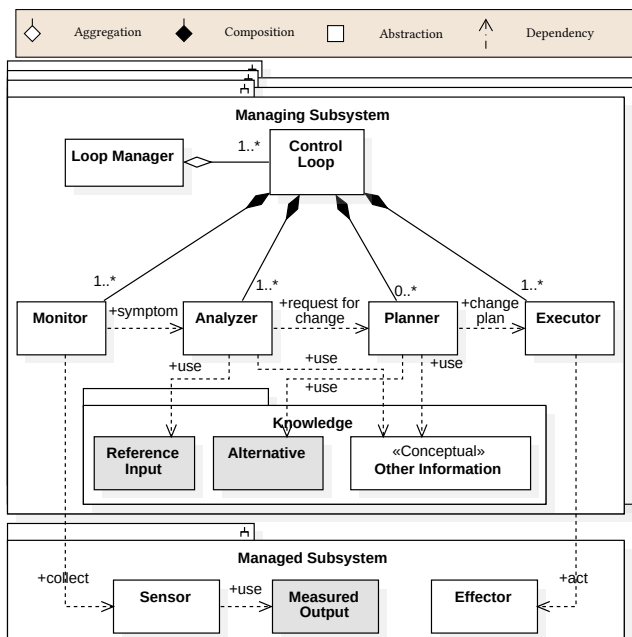 Aggregation Composition Abstraction Dependency
Managing Subsystem
Loop Manager
1..*
Control
Loop
1..*
1..*
0..*
1..*
Monitor
+symptom
Analyzer
+request for
change
Planner
+change
plan
Executor
+use
+use
+use
+use
Knowledge
Reference
Input
Alternative
«Conceptual»
Other Information
Managed Subsystem
+collect
Sensor
+use
Measured
Output
Effector
+act